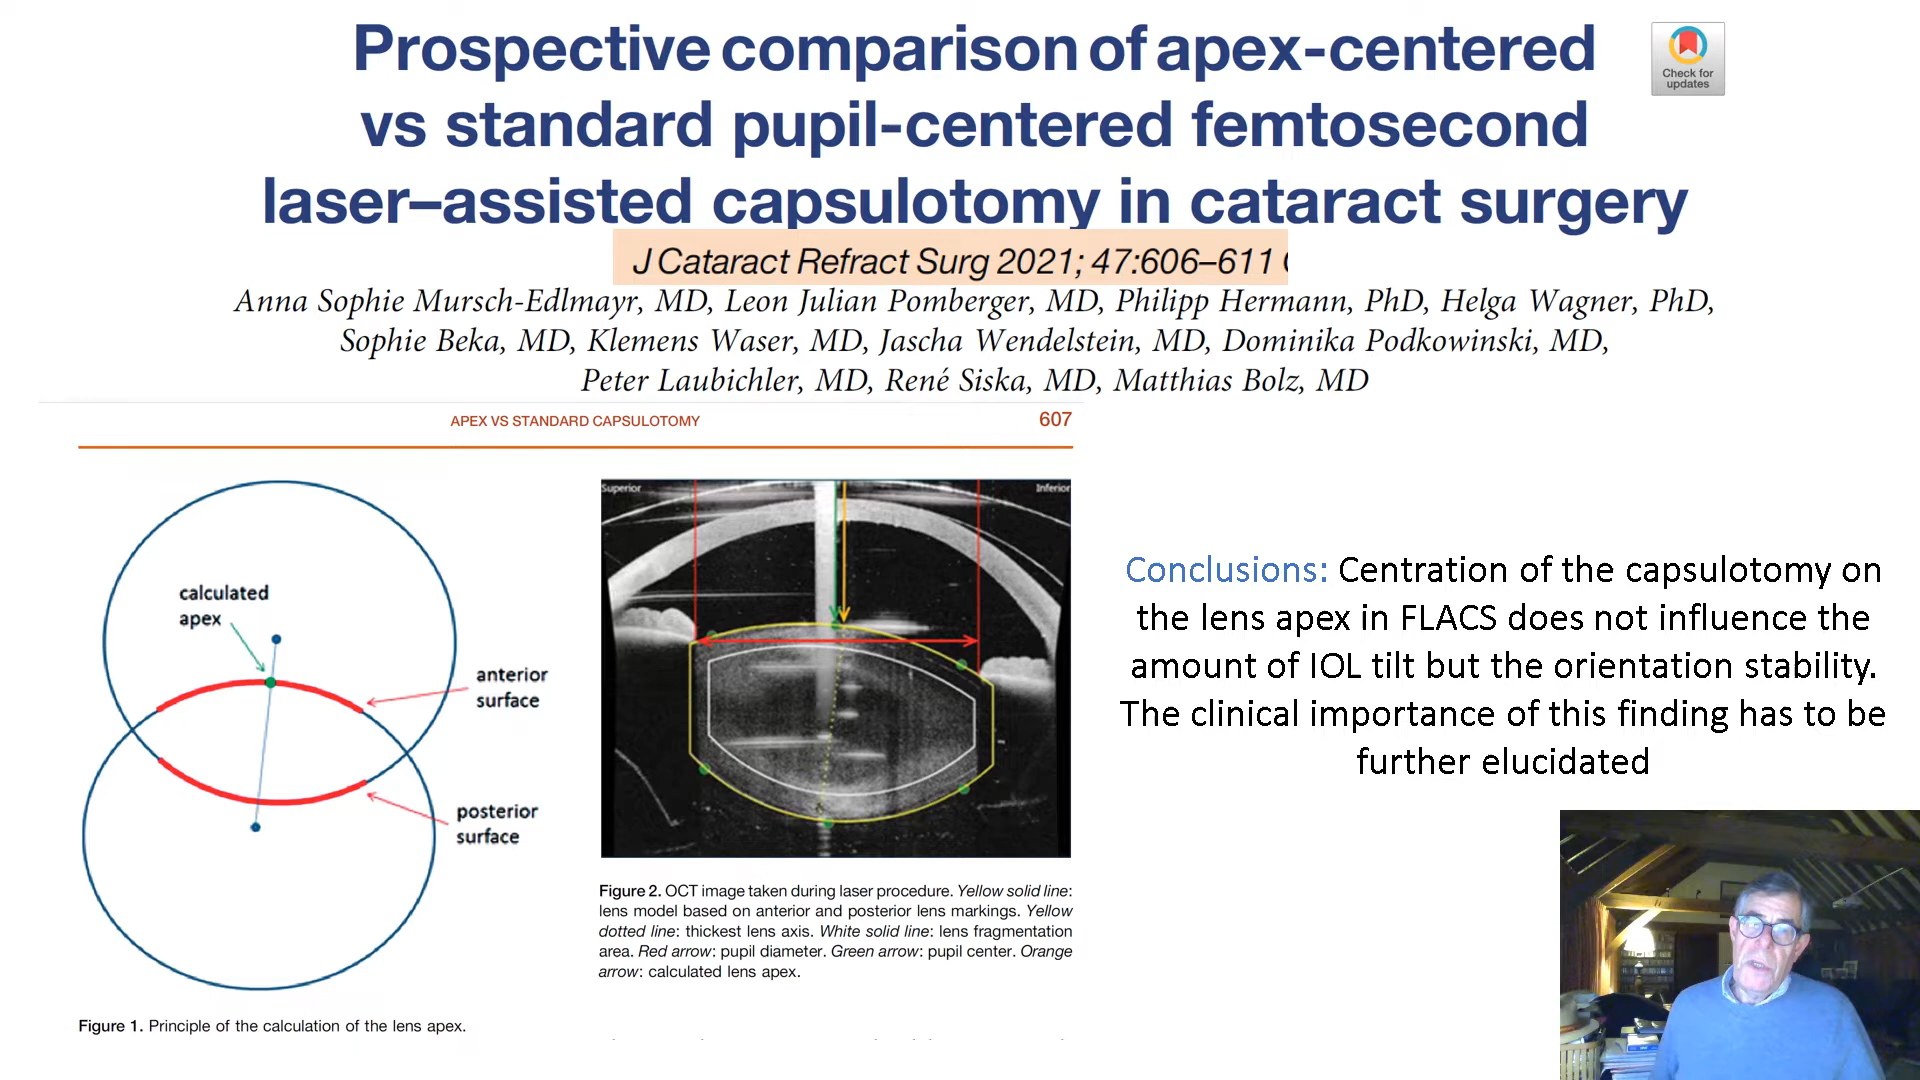 Prospective comparison of apex-centered
vs standard pupil-centered femtosecond
laser–assisted capsulotomy in cataract surgery
Check for
updates
J Cataract Refract Surg 2021; 47:606–611
Anna Sophie Mursch-Edlmayr, MD, Leon Julian Pomberger, MD, Philipp Hermann, PhD, Helga Wagner, PhD,
Sophie Beka, MD, Klemens Waser, MD, Jascha Wendelstein, MD, Dominika Podkowinski, MD,
Peter Laubichler, MD, René Siska, MD, Matthias Bolz, MD
APEX VS STANDARD CAPSULOTOMY
607
calculated
apex
anterior
surface
posterior
surface
Figure 1. Principle of the calculation of the lens apex.
Superior
Inferior
Figure 2. OCT image taken during laser procedure. Yellow solid line:
lens model based on anterior and posterior lens markings. Yellow
dotted line: thickest lens axis. White solid line: lens fragmentation
area. Red arrow: pupil diameter. Green arrow: pupil center. Orange
arrow: calculated lens apex.
Conclusions: Centration of the capsulotomy on
the lens apex in FLACS does not influence the
amount of IOL tilt but the orientation stability.
The clinical importance of this finding has to be
further elucidated